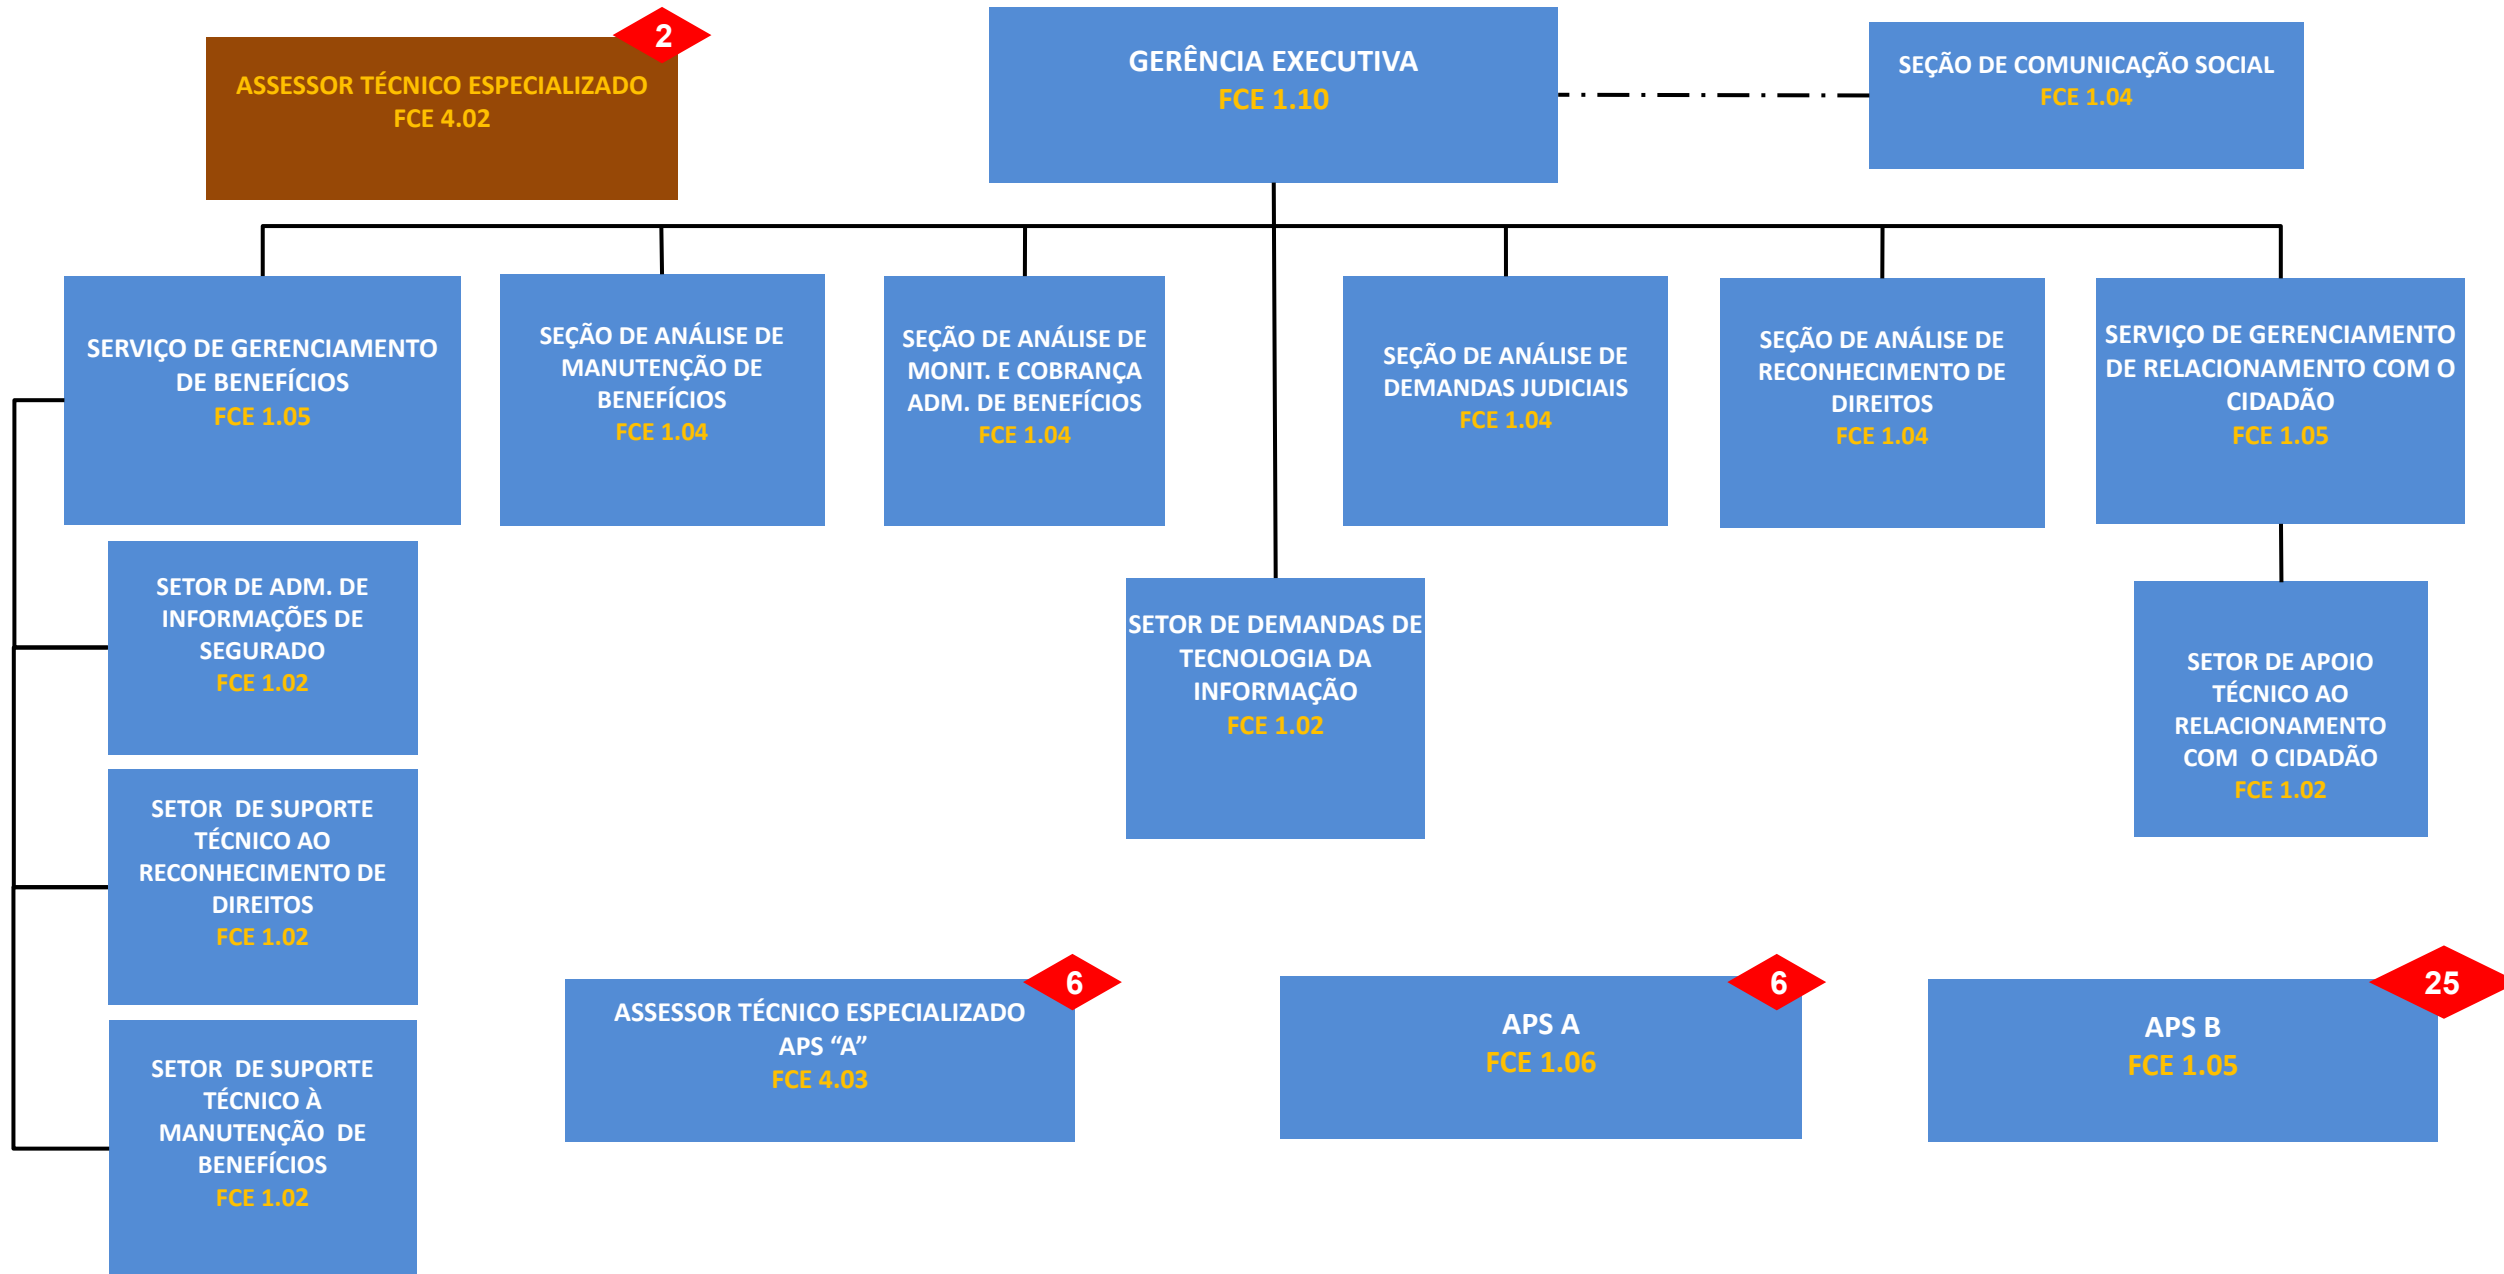 2
ASSESSOR TÉCNICO ESPECIALIZADO
FCE 4.02
GERÊNCIA EXECUTIVA
FCE 1.10
SEÇÃO DE COMUNICAÇÃO SOCIAL
FCE 1.04
SERVIÇO DE GERENCIAMENTO
DE BENEFÍCIOS
FCE 1.05
SEÇÃO DE ANÁLISE DE
MANUTENÇÃO DE
BENEFÍCIOS
FCE 1.04
SEÇÃO DE ANÁLISE DE
MONIT. E COBRANÇA
ADM. DE BENEFÍCIOS
FCE 1.04
SEÇÃO DE ANÁLISE DE
DEMANDAS JUDICIAIS
FCE 1.04
SEÇÃO DE ANÁLISE DE
RECONHECIMENTO DE
DIREITOS
FCE 1.04
SERVIÇO DE GERENCIAMENTO
DE RELACIONAMENTO COM O
CIDADÃO
FCE 1.05
SETOR DE ADM. DE
INFORMAÇÕES DE
SEGURADO
FCE 1.02
SETOR DE DEMANDAS DE
TECNOLOGIA DA
INFORMAÇÃO
FCE 1.02
SETOR DE APOIO
TÉCNICO AO
RELACIONAMENTO
COM O CIDADÃO
FCE 1.02
SETOR DE SUPORTE
TÉCNICO AO
RECONHECIMENTO DE
DIREITOS
FCE 1.02
SETOR DE SUPORTE
TÉCNICO À
MANUTENÇÃO DE
BENEFÍCIOS
FCE 1.02
6
ASSESSOR TÉCNICO ESPECIALIZADO
APS “A”
FCE 4.03
6
APS A
FCE 1.06
25
APS B
FCE 1.05